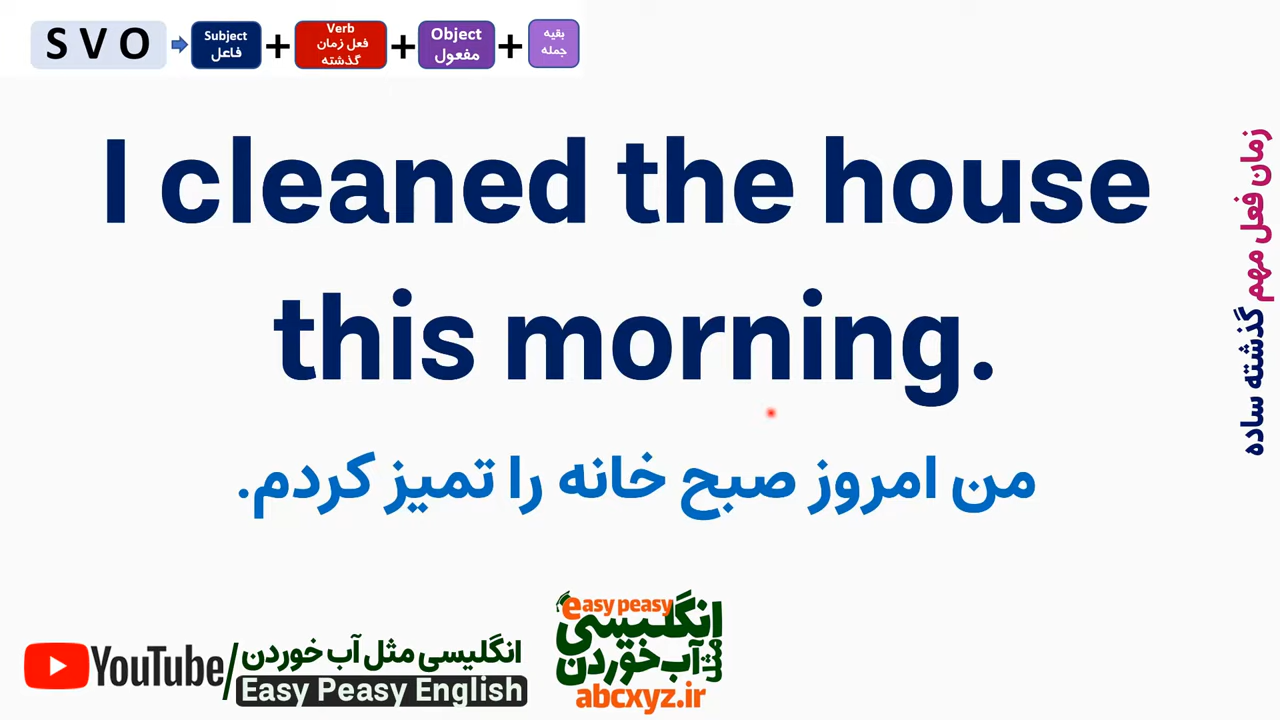 S V O
Subject
فاعل
+
Verb
فعل زمان
گذشته
+
Object
مفعول
+
بقیه
جمله
I cleaned the house
this morning.
من امروز صبح خانه را تمیز کردم.
زمان فعل مهم گذشته ساده
YouTube/
انگلیسی مثل آب خوردن
Easy Peasy English
easy peasy
انگلیسی
مثل
آب خوردن
abcxyz.ir